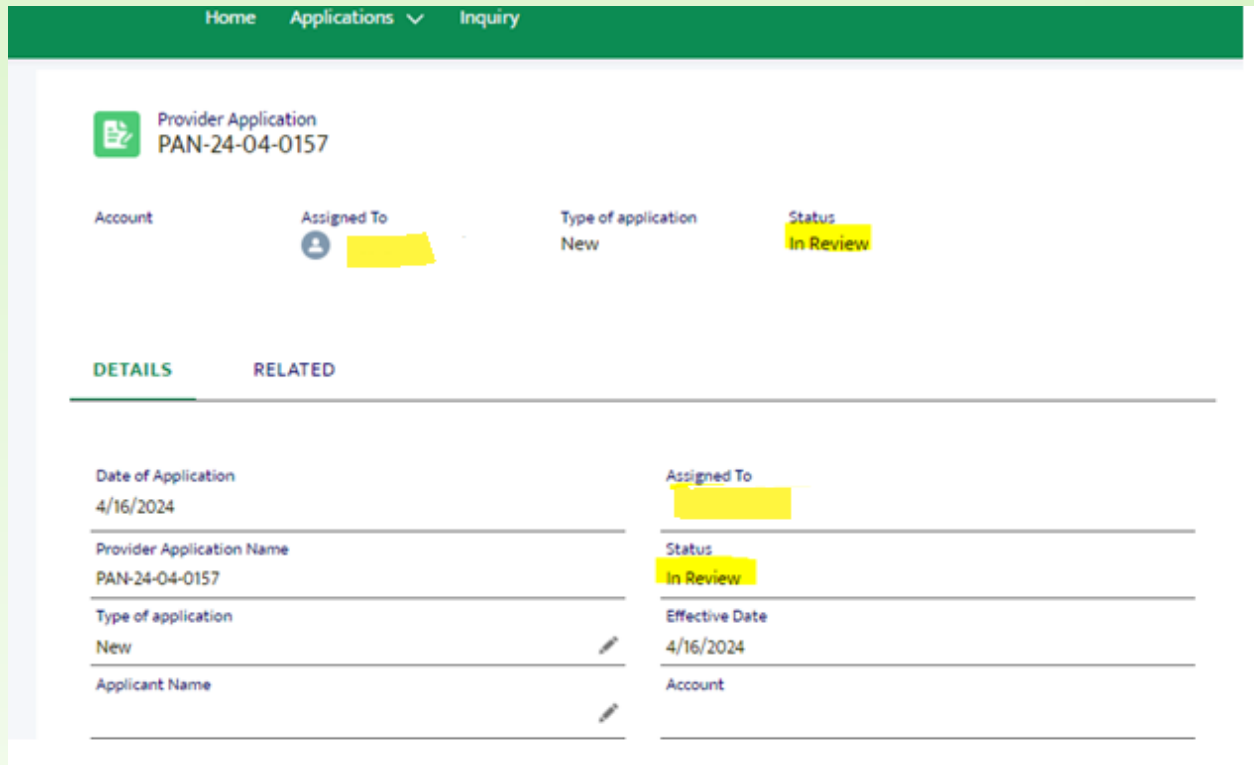 Home Applications Inquiry
Provider Application
PAN-24-04-0157
Account Assigned To Type of application Status
New In Review
DETAILS RELATED
Date of Application Assigned To
4/16/2024
Provider Application Name Status
PAN-24-04-0157 In Review
Type of application Effective Date
New 4/16/2024
Applicant Name Account